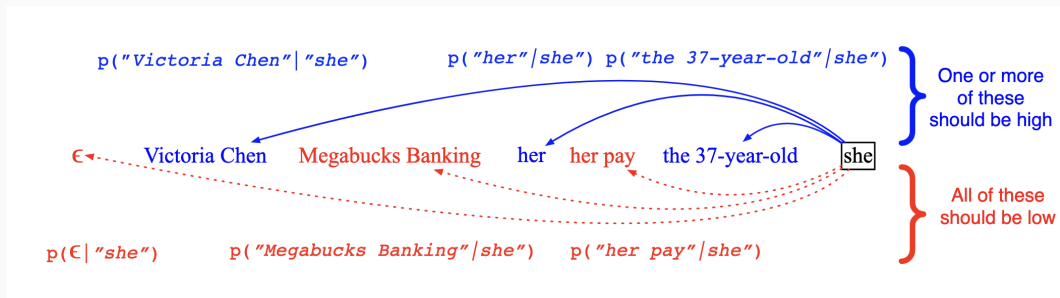 p(”Victoria Chen”|”she”) p(”her”|she”) p(”the 37-year-old”|she”)
One or more
of these
should be high
ϵ Victoria Chen Megabucks Banking her her pay the 37-year-old she
All of these
should be low
p(ϵ|”she”) p(”Megabucks Banking”|she”) p(”her pay”|she”)